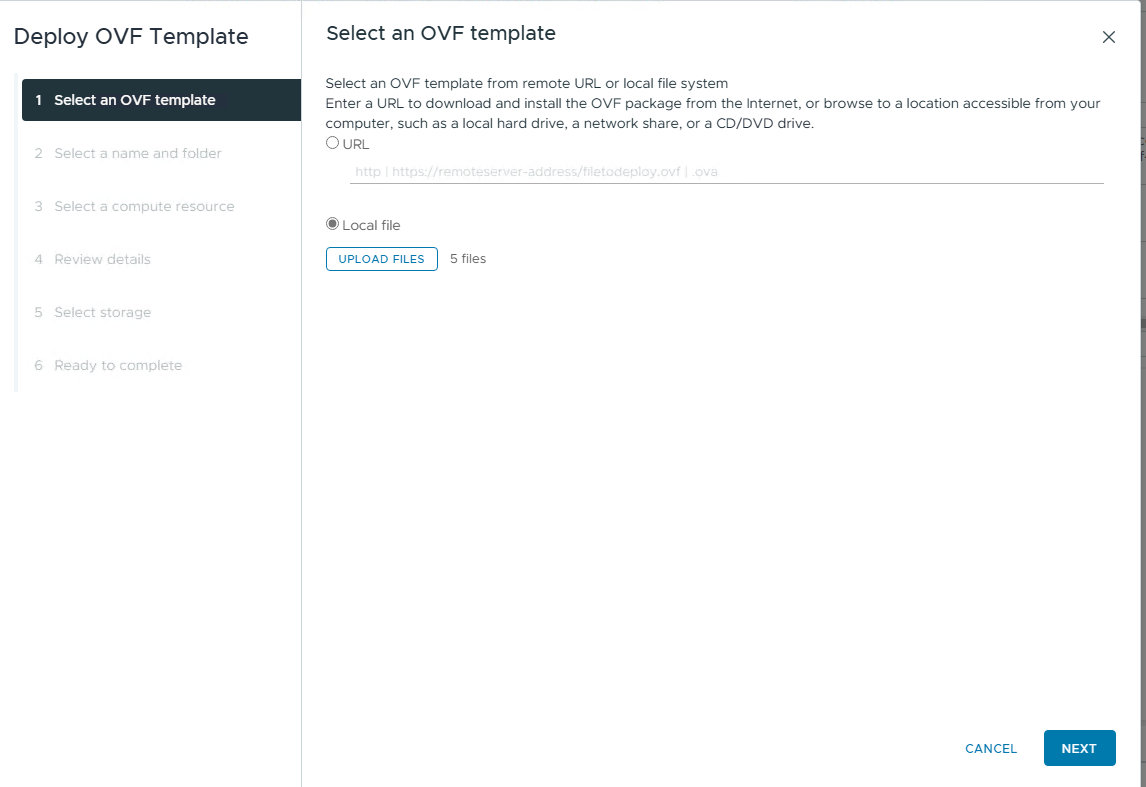 Deploy OVF Template
1 Select an OVF template
2 Select a name and folder
3 Select a compute resource
4 Review details
5 Select storage
6 Ready to complete
Select an OVF template
Select an OVF template from remote URL or local file system
Enter a URL to download and install the OVF package from the Internet, or browse to a location accessible from your
computer, such as a local hard drive, a network share, or a CD/DVD drive.
URL
http | https://remoteserver-address/filetodeploy.ovf | .ova
Local file
UPLOAD FILES 5 files
CANCEL NEXT